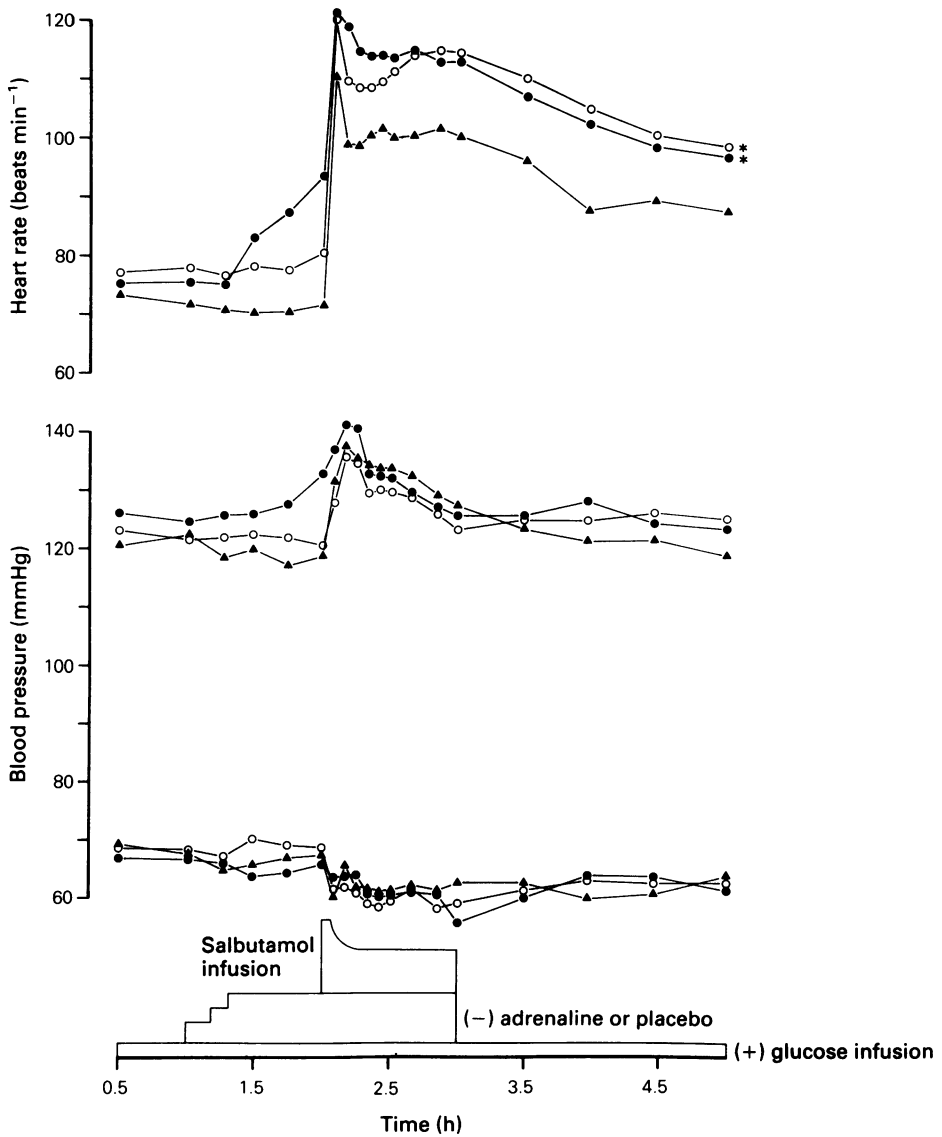 120
100
80
60
Heart rate (beats min⁻¹)
*
*
140
120
100
80
60
Blood pressure (mmHg)
Salbutamol
infusion
(−) adrenaline or placebo
(+) glucose infusion
0.5 1.5 2.5 3.5 4.5
Time (h)